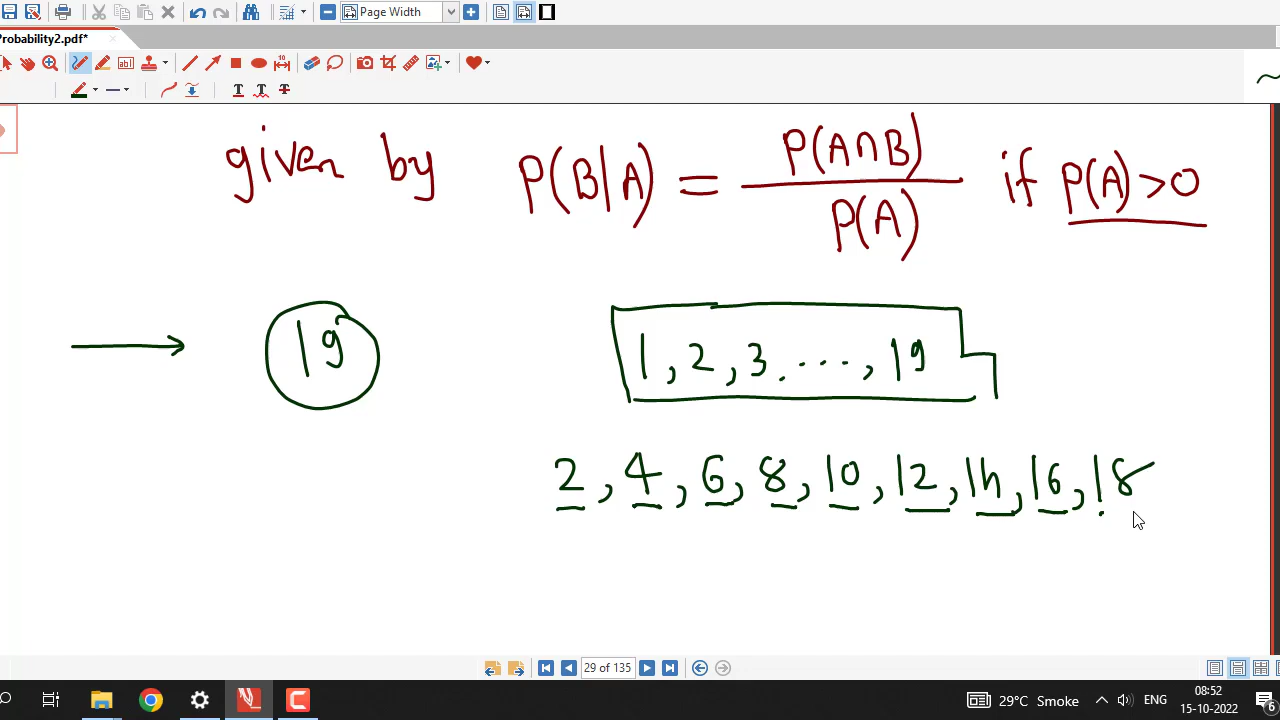 Page Width
Probability2.pdf*
given by P(B|A) = P(A∩B) / P(A) if P(A)>0
19
1, 2, 3. ..., 19
2, 4, 6, 8, 10, 12, 14, 16, 18
29 of 135
29°C Smoke ENG 08:52
15-10-2022
6